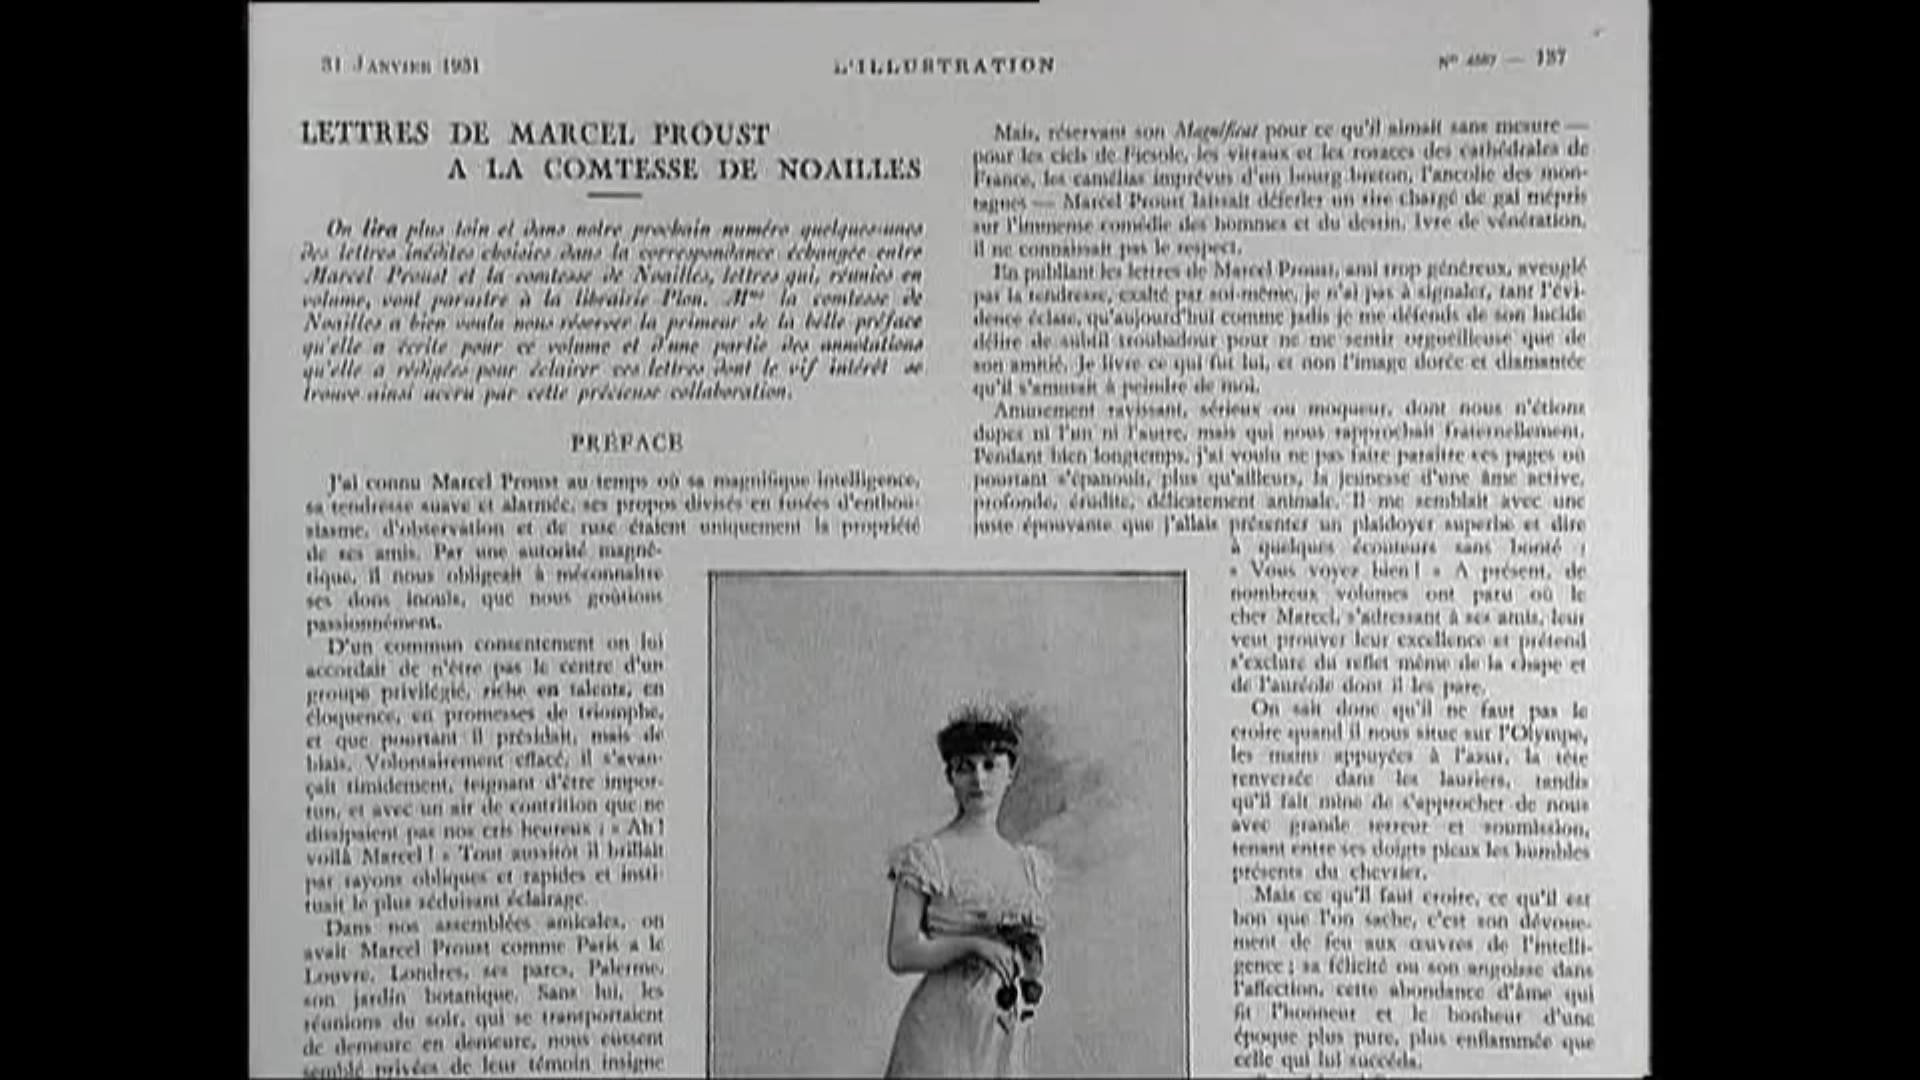 31 JANVIER 1931
L'ILLUSTRATION
Nº 4587 — 137
LETTRES DE MARCEL PROUST
A LA COMTESSE DE NOAILLES
On lira plus loin et dans notre prochain numéro quelques-unes
des lettres inédites choisies dans la correspondance échangée entre
Marcel Proust et la comtesse de Noailles, lettres qui, réunies en
volume, vont paraître à la librairie Plon. Mme la comtesse de
Noailles a bien voulu nous réserver la primeur de la belle préface
qu'elle a écrite pour ce volume et d'une partie des annotations
qu'elle a rédigées pour éclairer ces lettres dont le vif intérêt se
trouve ainsi accru par cette précieuse collaboration.
PRÉFACE
J'ai connu Marcel Proust au temps où sa magnifique intelligence,
sa tendresse suave et alarmée, ses propos divisés en fusées d'enthou-
siasme, d'observation et de ruse étaient uniquement la propriété
de ses amis. Par une autorité magné-
tique, il nous obligeait à méconnaître
ses dons inouïs, que nous goûtions
passionnément.
D'un commun consentement on lui
accordait de n'être pas le centre d'un
groupe privilégié, riche en talents, en
éloquence, en promesses de triomphe,
et que pourtant il présidait, mais de
biais. Volontairement effacé, il s'avan-
çait timidement, feignant d'être impor-
tun, et avec un air de contrition que ne
dissipaient pas nos cris heureux : « Ah !
voilà Marcel ! » Tout aussitôt il brillait
par rayons obliques et rapides et insti-
tuait le plus séduisant éclairage.
Dans nos assemblées amicales, on
avait Marcel Proust comme Paris a le
Louvre, Londres, ses parcs, Palerme,
son jardin botanique. Sans lui, les
réunions du soir, qui se transportaient
de demeure en demeure, nous eussent
semblé privées de leur témoin insigne
Mais, réservant son Magnificat pour ce qu'il aimait sans mesure —
pour les ciels de Fiesole, les vitraux et les rosaces des cathédrales de
France, les camélias imprévus d'un bourg breton, l'ancolie des mon-
tagnes — Marcel Proust laissait déferler un rire chargé de gai mépris
sur l'immense comédie des hommes et du destin. Ivre de vénération,
il ne connaissait pas le respect.
En publiant les lettres de Marcel Proust, ami trop généreux, aveuglé
par la tendresse, exalté par soi-même, je n'ai pas à signaler, tant l'évi-
dence éclate, qu'aujourd'hui comme jadis je me défends de son lucide
délire de subtil troubadour pour ne me sentir orgueilleuse que de
son amitié. Je livre ce qui fut lui, et non l'image dorée et diamantée
qu'il s'amusait à peindre de moi.
Amusement ravissant, sérieux ou moqueur, dont nous n'étions
dupes ni l'un ni l'autre, mais qui nous rapprochait fraternellement.
Pendant bien longtemps, j'ai voulu ne pas faire paraître ces pages où
pourtant s'épanouit, plus qu'ailleurs, la jeunesse d'une âme active,
profonde, érudite, délicatement animale. Il me semblait avec une
juste épouvante que j'allais présenter un plaidoyer superbe et dire
à quelques écouteurs sans bonté :
« Vous voyez bien ! » A présent, de
nombreux volumes ont paru où le
cher Marcel, s'adressant à ses amis, leur
veut prouver leur excellence et prétend
s'exclure du reflet même de la chape et
de l'auréole dont il les pare.
On sait donc qu'il ne faut pas le
croire quand il nous situe sur l'Olympe,
les mains appuyées à l'azur, la tête
renversée dans les lauriers, tandis
qu'il fait mine de s'approcher de nous
avec grande terreur et soumission,
tenant entre ses doigts pieux les humbles
présents du chevrier.
Mais ce qu'il faut croire, ce qu'il est
bon que l'on sache, c'est son dévoue-
ment de feu aux œuvres de l'intelli-
gence ; sa félicité ou son angoisse dans
l'affection, cette abondance d'âme qui
fit l'honneur et le bonheur d'une
époque plus pure, plus enflammée que
celle qui lui succéda.